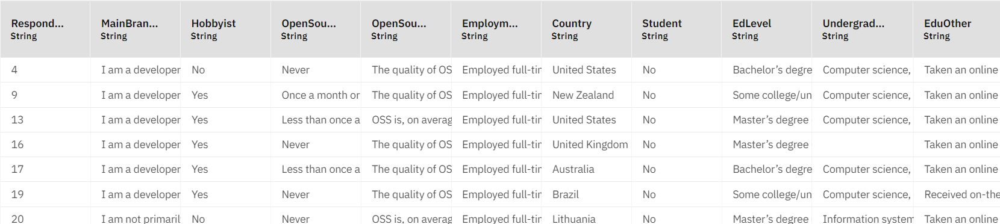 Respond... MainBran... Hobbyist OpenSou... OpenSou... Employm... Country Student EdLevel Undergrad... EduOther
String String String String String String String String String String String
4 I am a developer No Never The quality of OS Employed full-tir United States No Bachelor’s degre Computer science, Taken an online
9 I am a developer Yes Once a month or The quality of OS Employed full-tir New Zealand No Some college/un Computer science, Taken an online
13 I am a developer Yes Less than once a OSS is, on averag Employed full-tir United States No Master’s degree Computer science, Taken an online
16 I am a developer Yes Never The quality of OS Employed full-tir United Kingdom No Master’s degree Taken an online
17 I am a developer Yes Less than once a The quality of OS Employed full-tir Australia No Bachelor’s degre Computer science, Taken an online
19 I am a developer Yes Never The quality of OS Employed full-tir Brazil No Some college/un Computer science, Received on-the
20 I am not primaril No Never OSS is, on averag Employed full-tir Lithuania No Master’s degree Information system Taken an online